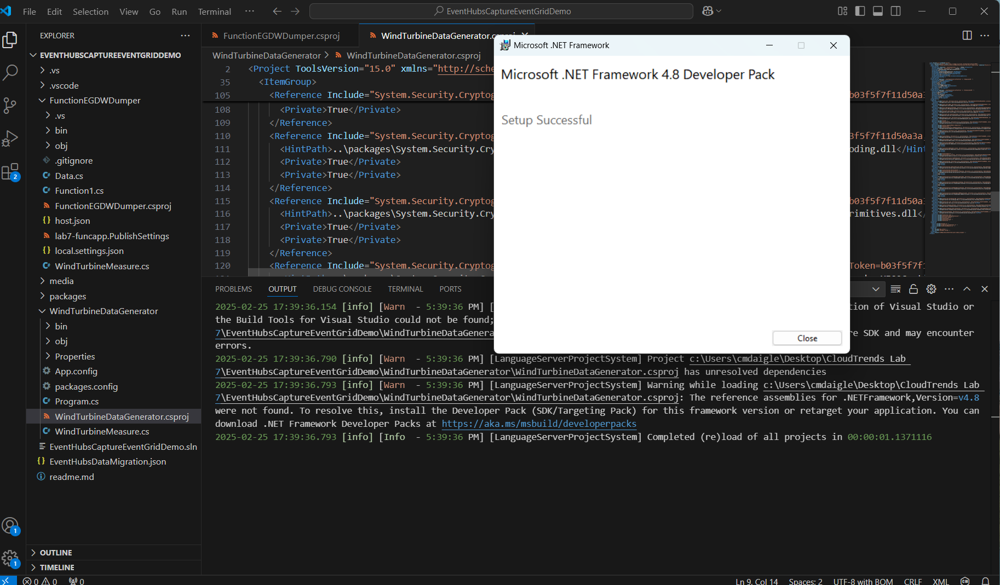 File Edit Selection View Go Run Terminal ··· EventHubsCaptureEventGridDemo
EXPLORER ···
EVENTHUBSCAPTUREEVENTGRIDDEMO
.vs
.vscode
FunctionEGDWDumper
.vs
bin
obj
.gitignore
Data.cs
Function1.cs
FunctionEGDWDumper.csproj
host.json
lab7-funcapp.PublishSettings
local.settings.json
WindTurbineMeasure.cs
media
packages
WindTurbineDataGenerator
bin
obj
Properties
App.config
packages.config
Program.cs
WindTurbineDataGenerator.csproj
WindTurbineMeasure.cs
EventHubsCaptureEventGridDemo.sln
EventHubsDataMigration.json
readme.md
OUTLINE
TIMELINE
2
1
1
FunctionEGDWDumper.csproj WindTurbineDataGenerator.csproj
WindTurbineDataGenerator > WindTurbineDataGenerator.csproj
2 <Project ToolsVersion="15.0" xmlns="http://sche
35 <ItemGroup>
105 <Reference Include="System.Security.Cryptog b03f5f7f11d50a3
108 <Private>True</Private>
109 </Reference>
110 <Reference Include="System.Security.Cryptog 3f5f7f11d50a3a,
111 <HintPath>..\packages\System.Security.Cry oding.dll</Hint
112 <Private>True</Private>
113 <Private>True</Private>
114 </Reference>
115 <Reference Include="System.Security.Cryptog b03f5f7f11d50a3
116 <HintPath>..\packages\System.Security.Cry rimitives.dll</
117 <Private>True</Private>
118 <Private>True</Private>
119 </Reference>
120 <Reference Include="System.Security.Cryptog Token=b03f5f7f1
Microsoft .NET Framework
Microsoft .NET Framework 4.8 Developer Pack
Setup Successful
Close
PROBLEMS OUTPUT DEBUG CONSOLE TERMINAL PORTS
2025-02-25 17:39:36.154 [info] [Warn - 5:39:36 PM] [ tion of Visual Studio or
the Build Tools for Visual Studio could not be found;
7\EventHubsCaptureEventGridDemo\WindTurbineDataGenera re SDK and may encounter
errors.
2025-02-25 17:39:36.790 [info] [Warn - 5:39:36 PM] [LanguageServerProjectSystem] Project c:\Users\cmdaigle\Desktop\CloudTrends Lab
7\EventHubsCaptureEventGridDemo\WindTurbineDataGenerator\WindTurbineDataGenerator.csproj has unresolved dependencies
2025-02-25 17:39:36.793 [info] [Warn - 5:39:36 PM] [LanguageServerProjectSystem] Warning while loading c:\Users\cmdaigle\Desktop\CloudTrends Lab
7\EventHubsCaptureEventGridDemo\WindTurbineDataGenerator\WindTurbineDataGenerator.csproj: The reference assemblies for .NETFramework,Version=v4.8
were not found. To resolve this, install the Developer Pack (SDK/Targeting Pack) for this framework version or retarget your application. You can
download .NET Framework Developer Packs at https://aka.ms/msbuild/developerpacks
2025-02-25 17:39:36.793 [info] [Info - 5:39:36 PM] [LanguageServerProjectSystem] Completed (re)load of all projects in 00:00:01.1371116
0 0 0 Ln 9, Col 14 Spaces: 2 UTF-8 with BOM CRLF XML